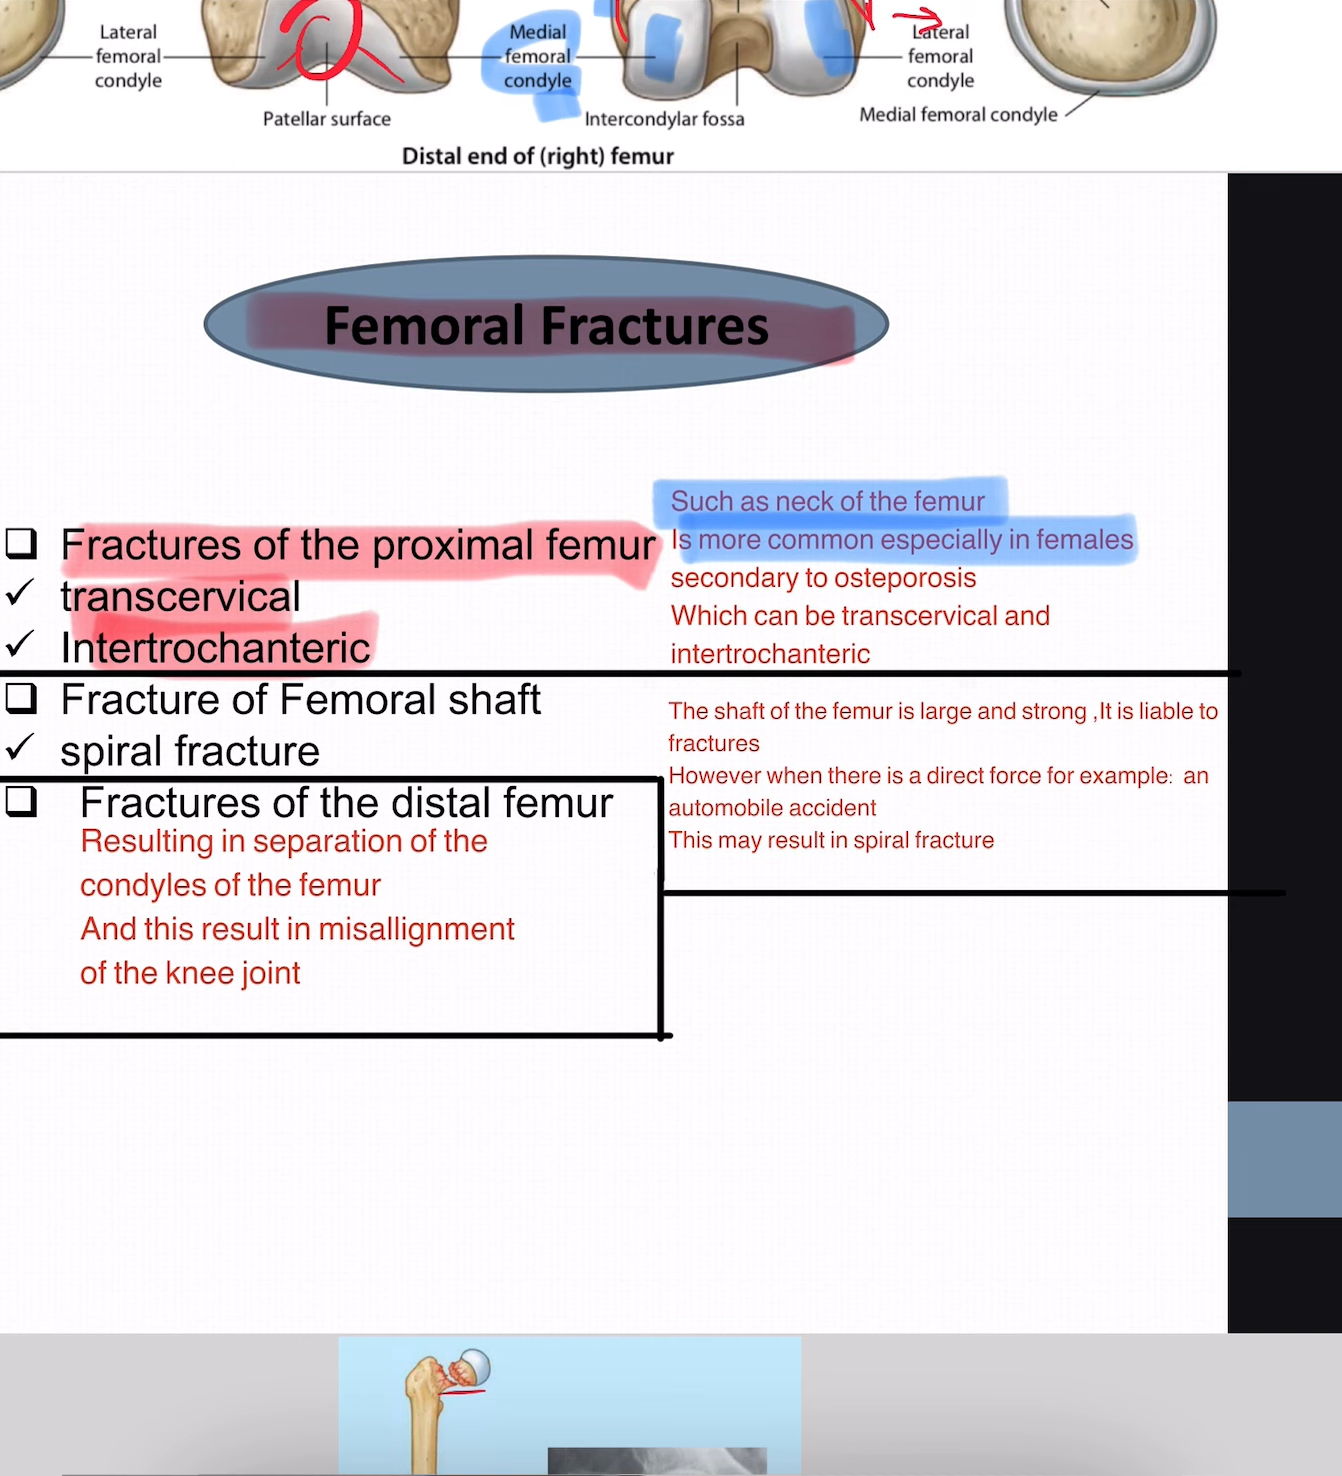 Lateral
femoral
condyle
Patellar surface
Medial
femoral
condyle
Intercondylar fossa
Lateral
femoral
condyle
Medial femoral condyle
Distal end of (right) femur
Femoral Fractures
Fractures of the proximal femur
transcervical
Intertrochanteric
Such as neck of the femur
Is more common especially in females
secondary to osteporosis
Which can be transcervical and
intertrochanteric
Fracture of Femoral shaft
spiral fracture
The shaft of the femur is large and strong ,It is liable to
fractures
However when there is a direct force for example: an
automobile accident
This may result in spiral fracture
Fractures of the distal femur
Resulting in separation of the
condyles of the femur
And this result in misallignment
of the knee joint